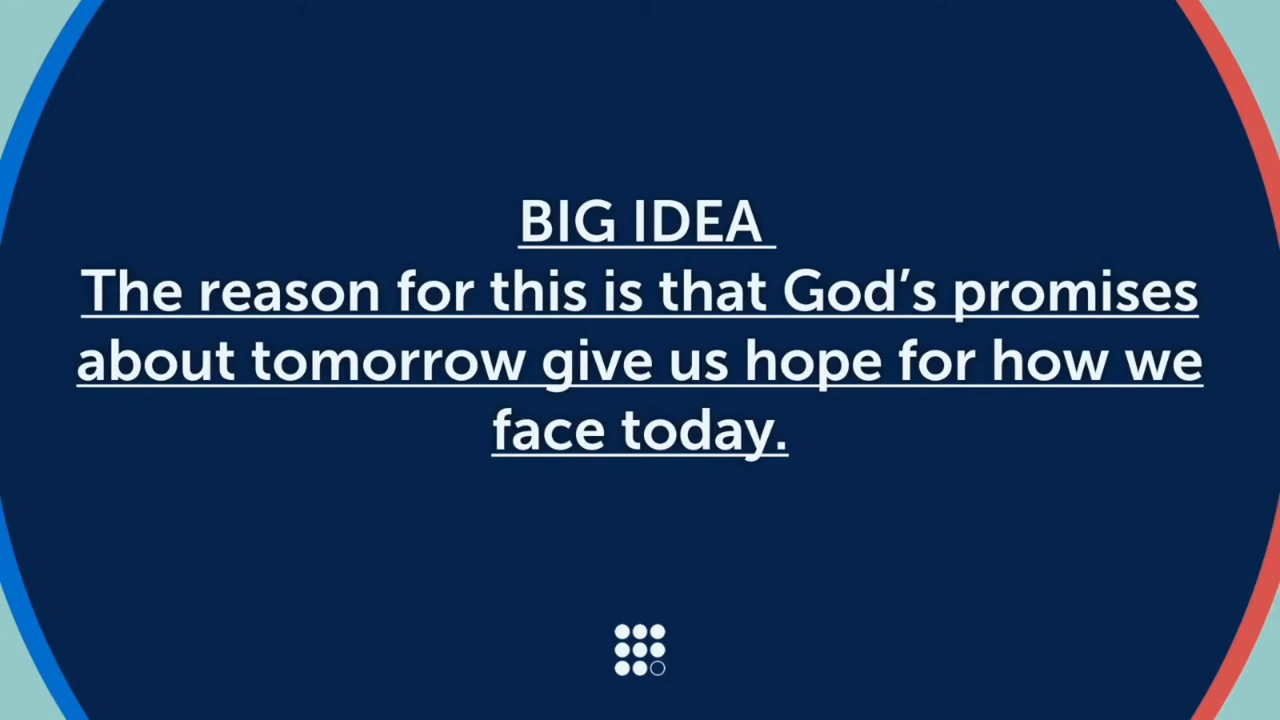 BIG IDEA
The reason for this is that God’s promises
about tomorrow give us hope for how we
face today.